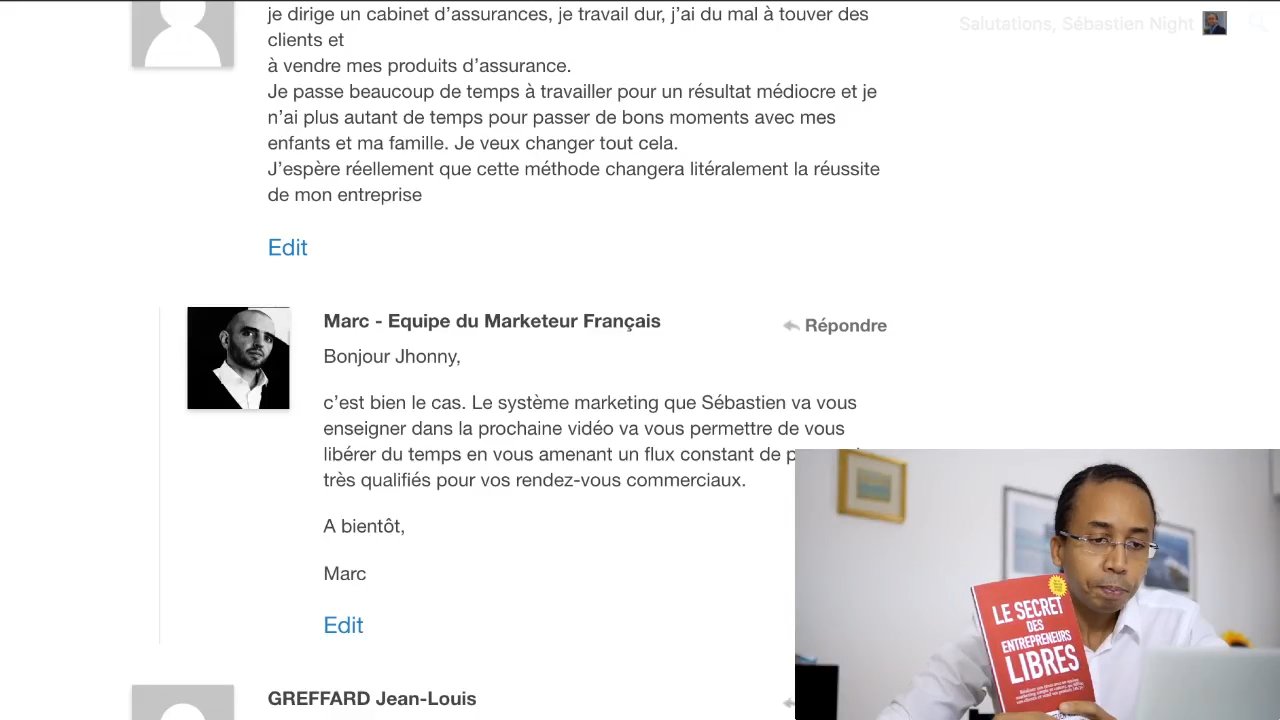 je dirige un cabinet d’assurances, je travail dur, j’ai du mal à touver des
clients et
à vendre mes produits d’assurance.
Je passe beaucoup de temps à travailler pour un résultat médiocre et je
n’ai plus autant de temps pour passer de bons moments avec mes
enfants et ma famille. Je veux changer tout cela.
J’espère réellement que cette méthode changera litéralement la réussite
de mon entreprise
Salutations, Sébastien Night
Edit
Marc - Equipe du Marketeur Français
Répondre
Bonjour Jhonny,
c’est bien le cas. Le système marketing que Sébastien va vous
enseigner dans la prochaine vidéo va vous permettre de vous
libérer du temps en vous amenant un flux constant de
très qualifiés pour vos rendez-vous commerciaux.
A bientôt,
Marc
Edit
GREFFARD Jean-Louis
LE SECRET
DES
ENTREPRENEURS
LIBRES